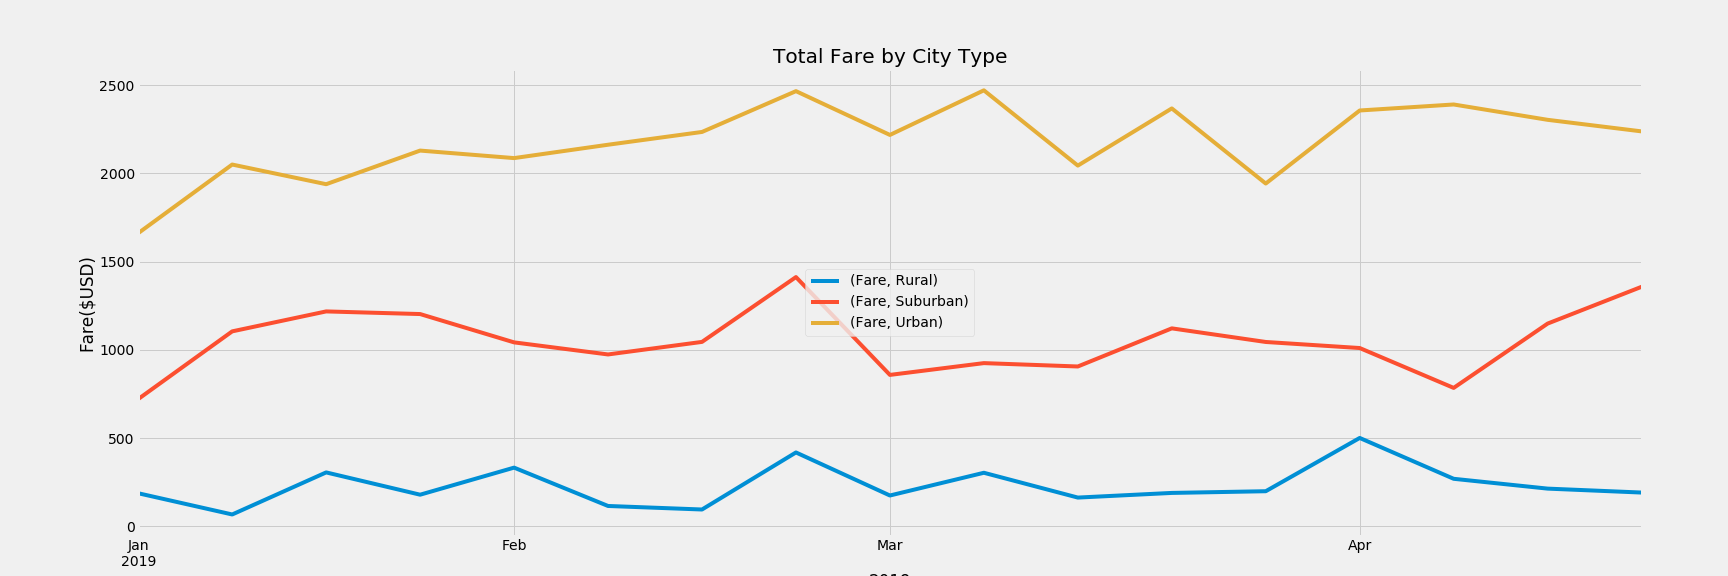 Total Fare by City Type
2500
2000
1500
1000
500
0
Fare($USD)
(Fare, Rural)
(Fare, Suburban)
(Fare, Urban)
Jan
2019
Feb
Mar
Apr